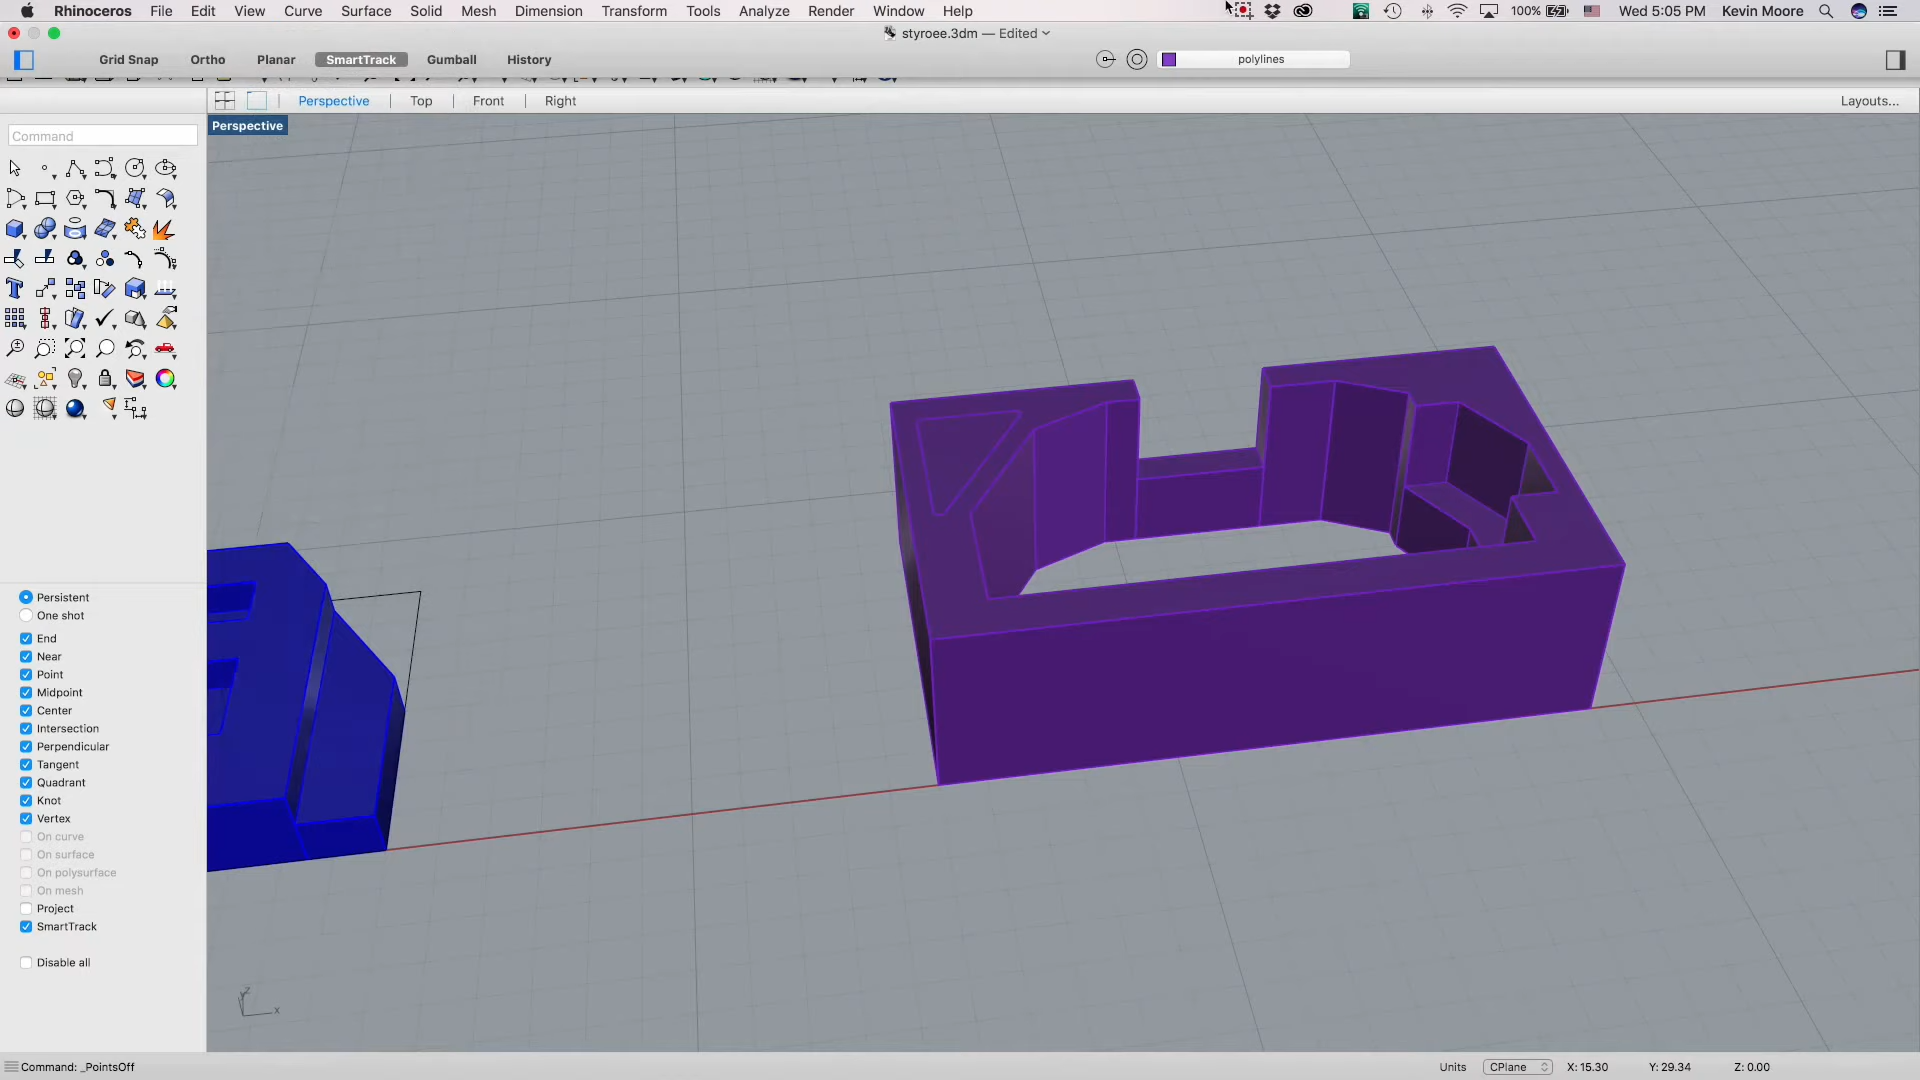 Rhinoceros File Edit View Curve Surface Solid Mesh Dimension Transform Tools Analyze Render Window Help 100% Wed 5:05 PM Kevin Moore
styroee.3dm — Edited
Grid Snap Ortho Planar SmartTrack Gumball History polylines
Perspective Top Front Right Layouts...
Perspective
Command
Persistent
One shot
End
Near
Point
Midpoint
Center
Intersection
Perpendicular
Tangent
Quadrant
Knot
Vertex
On curve
On surface
On polysurface
On mesh
Project
SmartTrack
Disable all
z
y
x
Command: _PointsOff Units CPlane X: 15.30 Y: 29.34 Z: 0.00